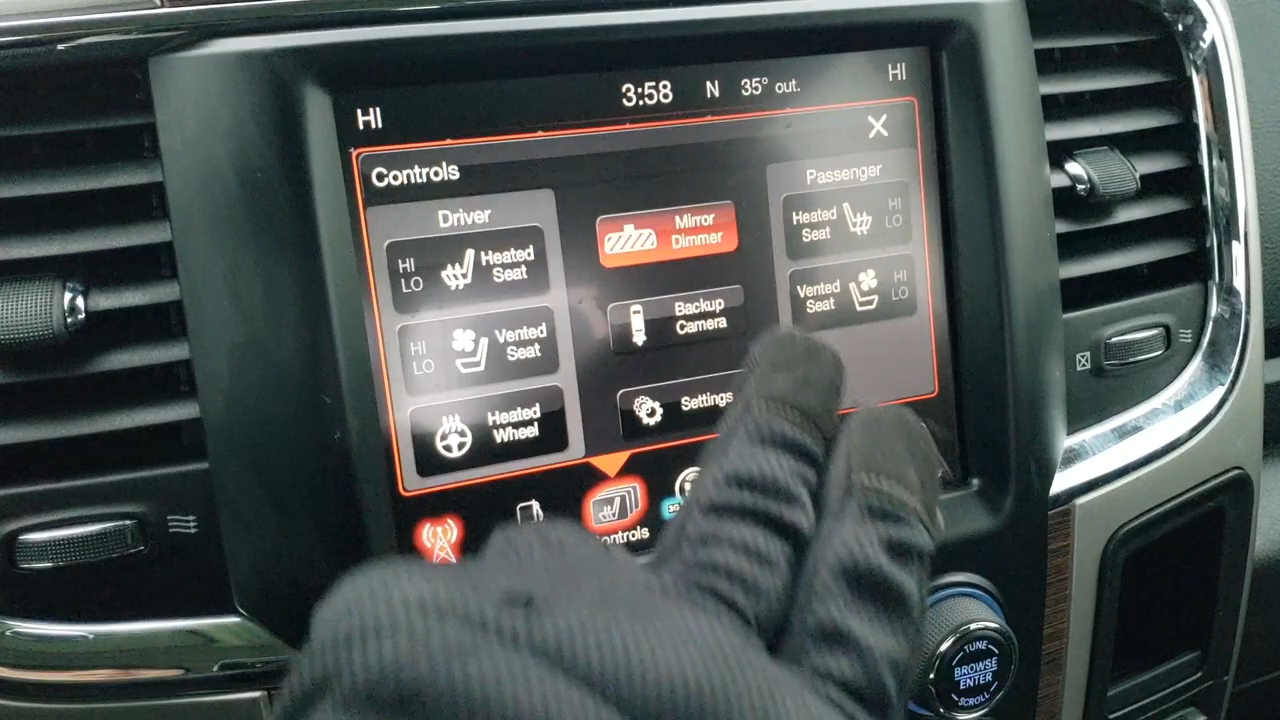 HI
3:58 N 35° out.
HI
Controls
Driver
HI
LO
Heated
Seat
HI
LO
Vented
Seat
Heated
Wheel
Mirror
Dimmer
Backup
Camera
Settings
Passenger
Heated
Seat
HI
LO
Vented
Seat
HI
LO
3G
ontrols
TUNE
BROWSE
ENTER
SCROLL